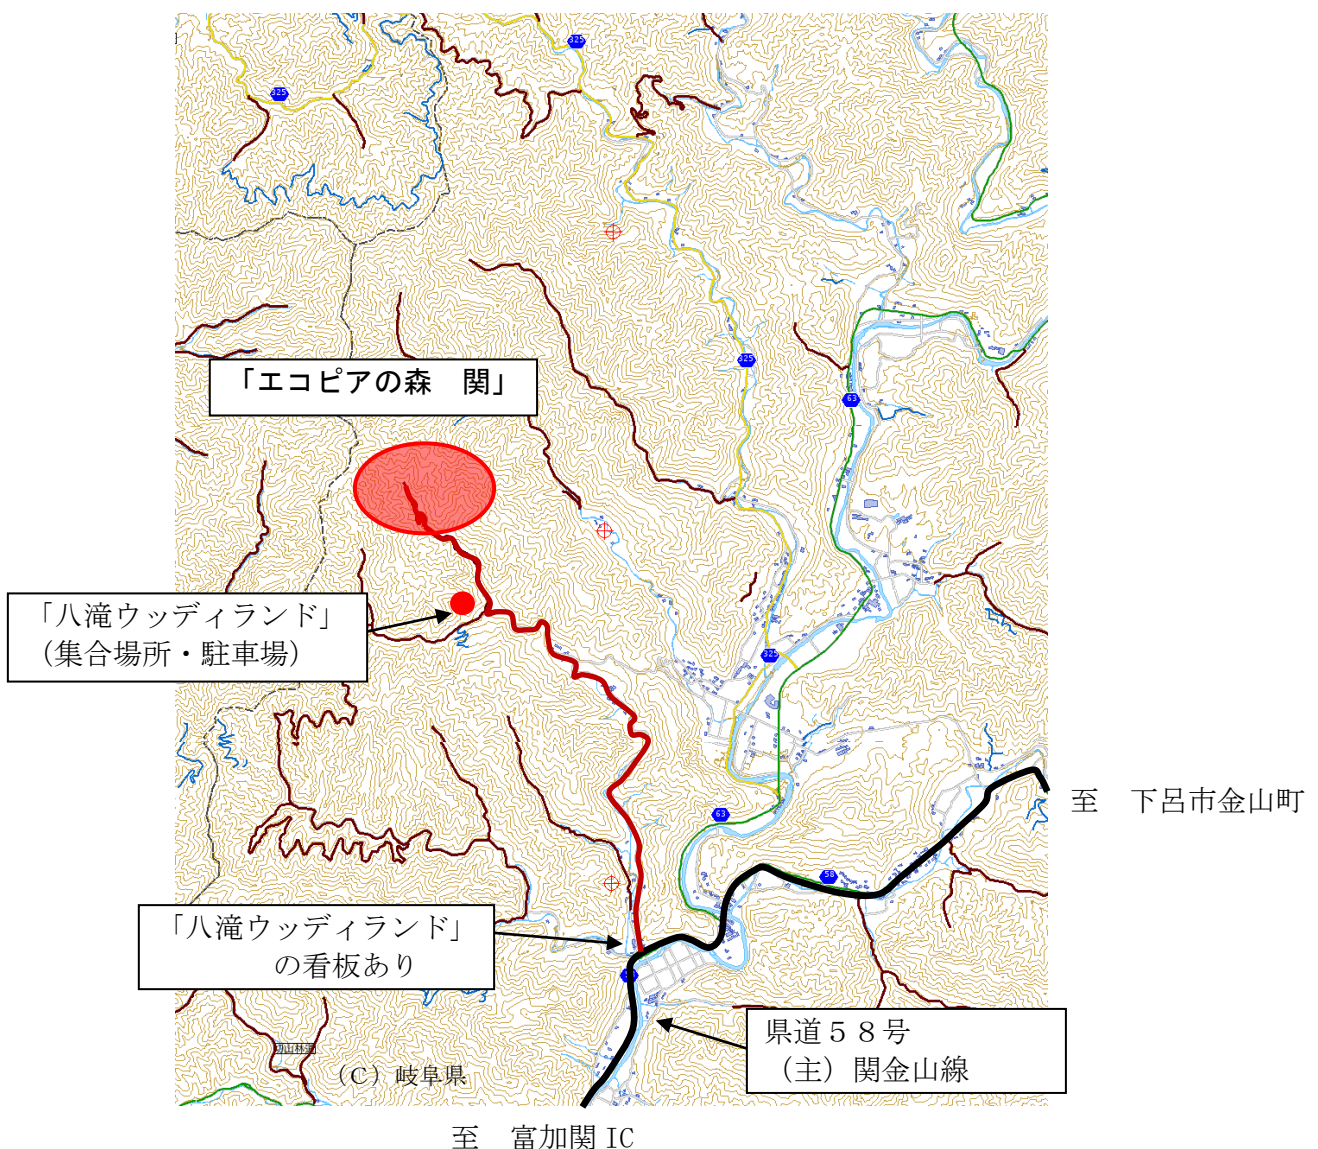 325
325
「エコピアの森　関」
325
63
「八滝ウッディランド」
（集合場所・駐車場）
325
63
至　下呂市金山町
58
「八滝ウッディランド」
の看板あり
県道５８号
（主）関金山線
（C）岐阜県
至　富加関 IC